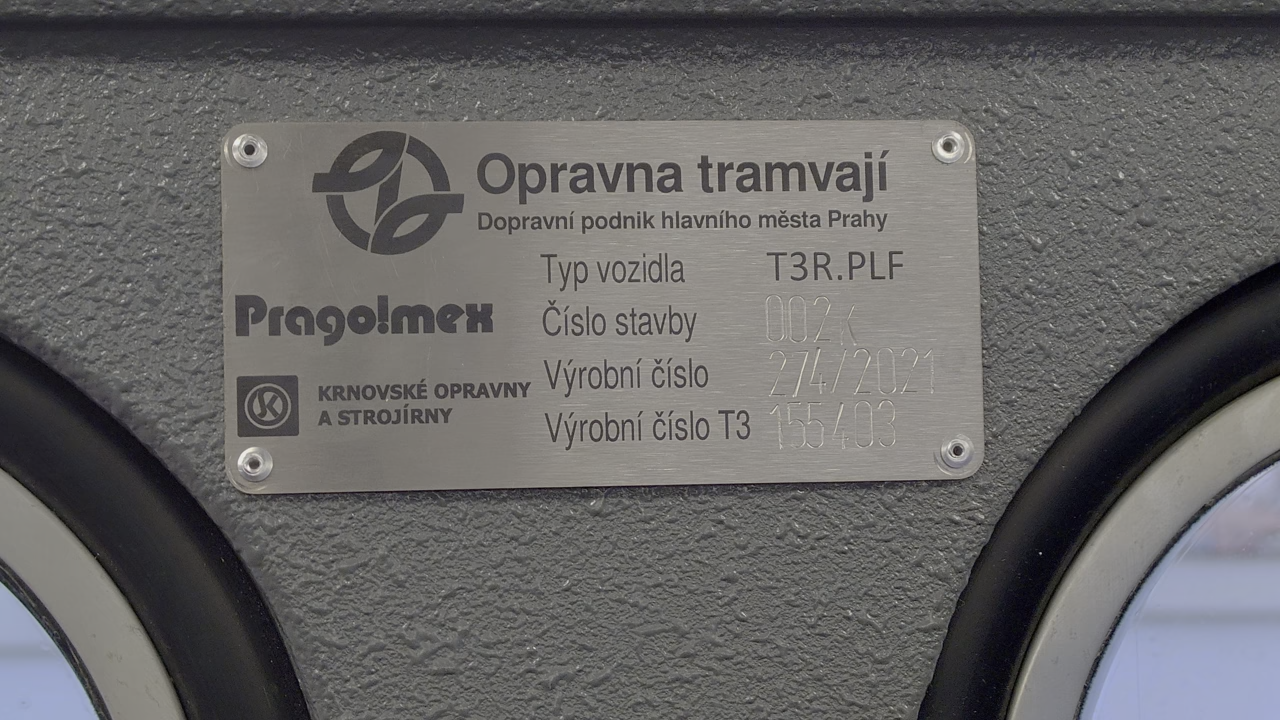 Opravna tramvají
Dopravní podnik hlavního města Prahy
Typ vozidla T3R.PLF
Pragolmex
Číslo stavby 002k
Výrobní číslo 274/2021
KRNOVSKÉ OPRAVNY
A STROJÍRNY
Výrobní číslo T3 155403